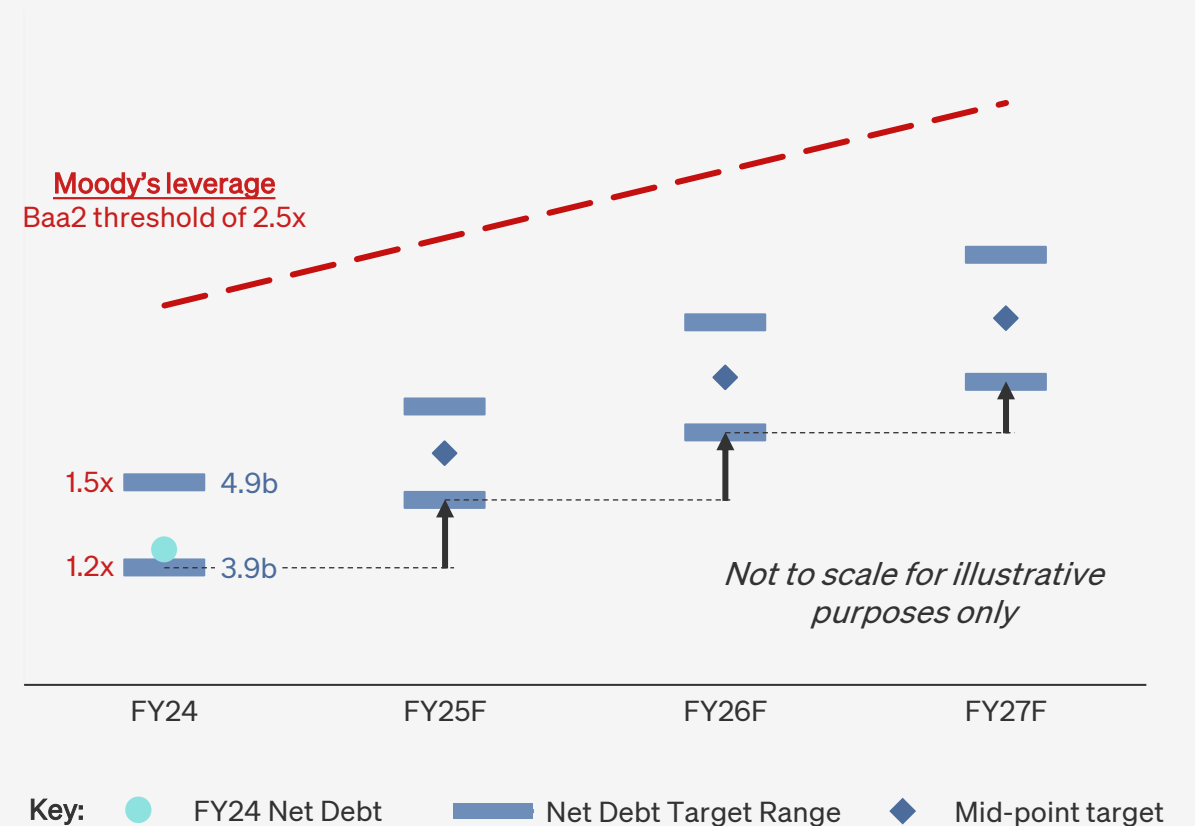 Moody's leverage
Baa2 threshold of 2.5x
1.5x 4.9b
1.2x 3.9b
Not to scale for illustrative
purposes only
FY24 FY25F FY26F FY27F
Key: FY24 Net Debt Net Debt Target Range Mid-point target